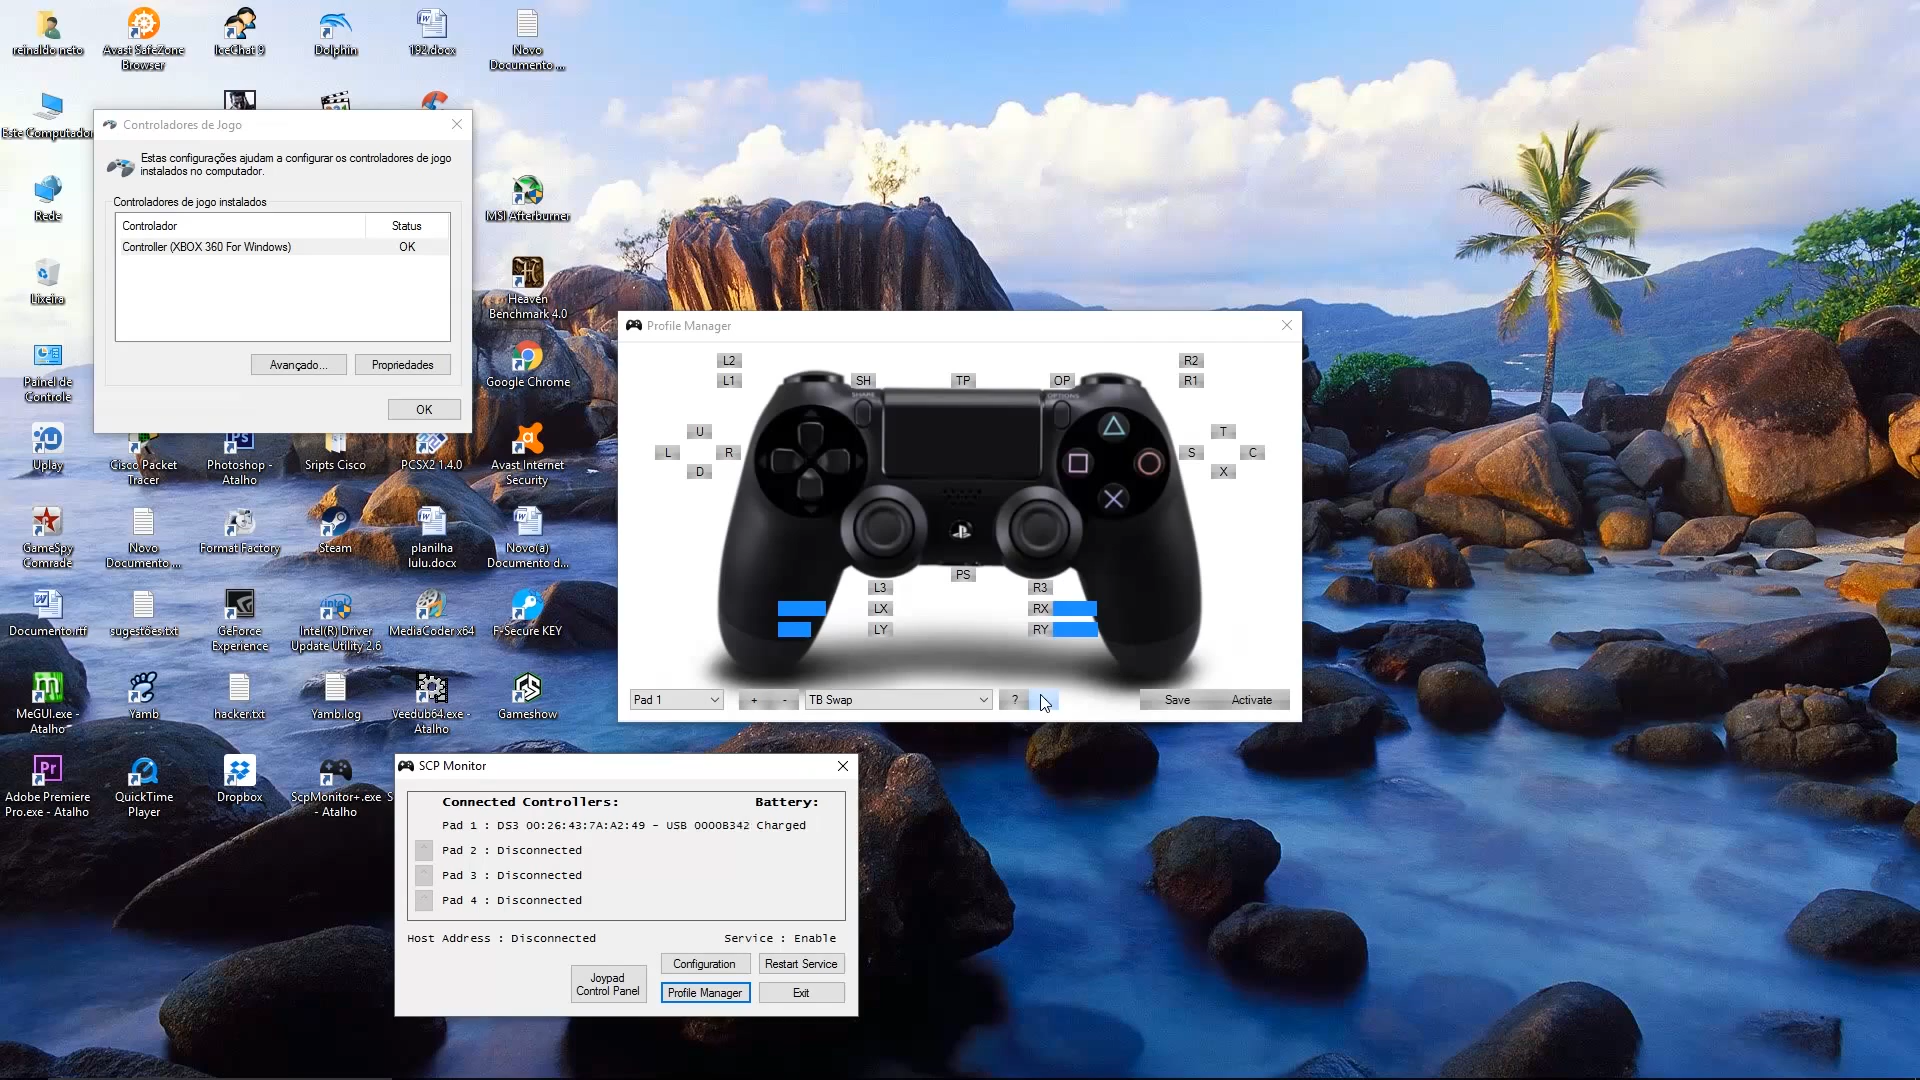 reinaldo neto
Avast SafeZone
Browser
IceChat 9
Dolphin
192.docx
Novo
Documento ...
Este Computador
Rede
Lixeira
Painel de
Controle
MSI Afterburner
Heaven
Benchmark 4.0
Google Chrome
Controladores de Jogo
Estas configurações ajudam a configurar os controladores de jogo
instalados no computador.
Controladores de jogo instalados
Controlador Status
Controller (XBOX 360 For Windows) OK
Avançado... Propriedades
OK
Uplay
Cisco Packet
Tracer
Photoshop -
Atalho
Sripts Cisco
PCSX2 1.4.0
Avast Internet
Security
GameSpy
Comrade
Novo
Documento ...
Format Factory
Steam
planilha
lulu.docx
Novo(a)
Documento d...
Documento.rtf
sugestões.txt
GeForce
Experience
Intel(R) Driver
Update Utility 2.6
MediaCoder x64
F-Secure KEY
MeGUI.exe -
Atalho
Yamb
hacker.txt
Yamb.log
Veedub64.exe -
Atalho
Gameshow
Adobe Premiere
Pro.exe - Atalho
QuickTime
Player
Dropbox
ScpMonitor+.exe
- Atalho
S
Profile Manager
L2 R2
L1 SH TP OP R1
SHARE OPTIONS
U T
L R S C
D X
PS
L3 R3
LX RX
LY RY
Pad 1 + - TB Swap ? Save Activate
SCP Monitor
Connected Controllers: Battery:
Pad 1 : DS3 00:26:43:7A:A2:49 - USB 0000B342 Charged
Pad 2 : Disconnected
Pad 3 : Disconnected
Pad 4 : Disconnected
Host Address : Disconnected Service : Enable
Joypad
Control Panel
Configuration Restart Service
Profile Manager Exit